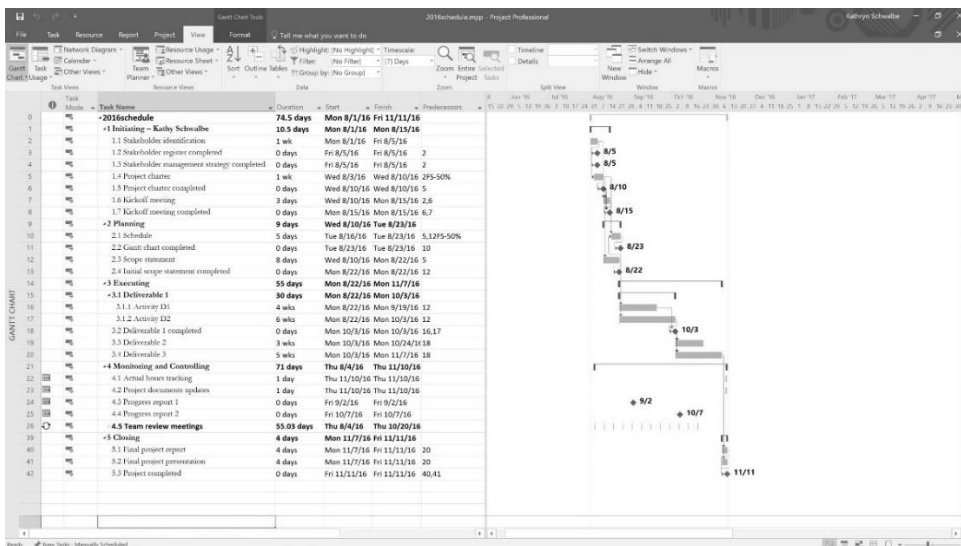 Gantt Chart Tools
2016schedule.mpp - Project Professional
Kathryn Schwalbe
File Task Resource Report Project View Format Tell me what you want to do
Network Diagram Resource Usage Highlight: [No Highlight] Timescale: Timeline Switch Windows
Calendar Resource Sheet Filter: [No Filter] [7] Days Details Arrange All
Gantt Chart Task Usage Other Views Team Planner Other Views Sort Outline Tables Group by: [No Group] Zoom Entire Project Selected Tasks New Window Hide Macros
Task Views Resource Views Data Zoom Split View Window Macros
Task Mode Task Name Duration Start Finish Predecessors
Jun '16 Jul '16 Aug '16 Sep '16 Oct '16 Nov '16 Dec '16 Jan '17 Feb '17 Mar '17 Apr '17
0 2016schedule 74.5 days Mon 8/1/16 Fri 11/11/16
1 1 Initiating – Kathy Schwalbe 10.5 days Mon 8/1/16 Mon 8/15/16
2 1.1 Stakeholder identification 1 wk Mon 8/1/16 Fri 8/5/16
3 1.2 Stakeholder register completed 0 days Fri 8/5/16 Fri 8/5/16 2 8/5
4 1.3 Stakeholder management strategy completed 0 days Fri 8/5/16 Fri 8/5/16 2 8/5
5 1.4 Project charter 1 wk Wed 8/3/16 Wed 8/10/16 2FS-50%
6 1.5 Project charter completed 0 days Wed 8/10/16 Wed 8/10/16 5 8/10
7 1.6 Kickoff meeting 3 days Wed 8/10/16 Mon 8/15/16 2,6
8 1.7 Kickoff meeting completed 0 days Mon 8/15/16 Mon 8/15/16 6,7 8/15
9 2 Planning 9 days Wed 8/10/16 Tue 8/23/16
10 2.1 Schedule 5 days Tue 8/16/16 Tue 8/23/16 5,12FS-50%
11 2.2 Gantt chart completed 0 days Tue 8/23/16 Tue 8/23/16 10 8/23
12 2.3 Scope statement 8 days Wed 8/10/16 Mon 8/22/16 5
13 2.4 Initial scope statement completed 0 days Mon 8/22/16 Mon 8/22/16 12 8/22
14 3 Executing 55 days Mon 8/22/16 Mon 11/7/16
15 3.1 Deliverable 1 30 days Mon 8/22/16 Mon 10/3/16
16 3.1.1 Activity D1 4 wks Mon 8/22/16 Mon 9/19/16 12
17 3.1.2 Activity D2 6 wks Mon 8/22/16 Mon 10/3/16 12
18 3.2 Deliverable 1 completed 0 days Mon 10/3/16 Mon 10/3/16 16,17 10/3
19 3.3 Deliverable 2 3 wks Mon 10/3/16 Mon 10/24/16 18
20 3.4 Deliverable 3 5 wks Mon 10/3/16 Mon 11/7/16 18
21 4 Monitoring and Controlling 71 days Thu 8/4/16 Thu 11/10/16
22 4.1 Actual hours tracking 1 day Thu 11/10/16 Thu 11/10/16
23 4.2 Project documents updates 1 day Thu 11/10/16 Thu 11/10/16
24 4.3 Progress report 1 0 days Fri 9/2/16 Fri 9/2/16 9/2
25 4.4 Progress report 2 0 days Fri 10/7/16 Fri 10/7/16 10/7
26 4.5 Team review meetings 55.03 days Thu 8/4/16 Thu 10/20/16
39 5 Closing 4 days Mon 11/7/16 Fri 11/11/16
40 5.1 Final project report 4 days Mon 11/7/16 Fri 11/11/16 20
41 5.2 Final project presentation 4 days Mon 11/7/16 Fri 11/11/16 20
42 5.3 Project completed 0 days Fri 11/11/16 Fri 11/11/16 40,41 11/11
GANTT CHART
Ready New Tasks : Manually Scheduled